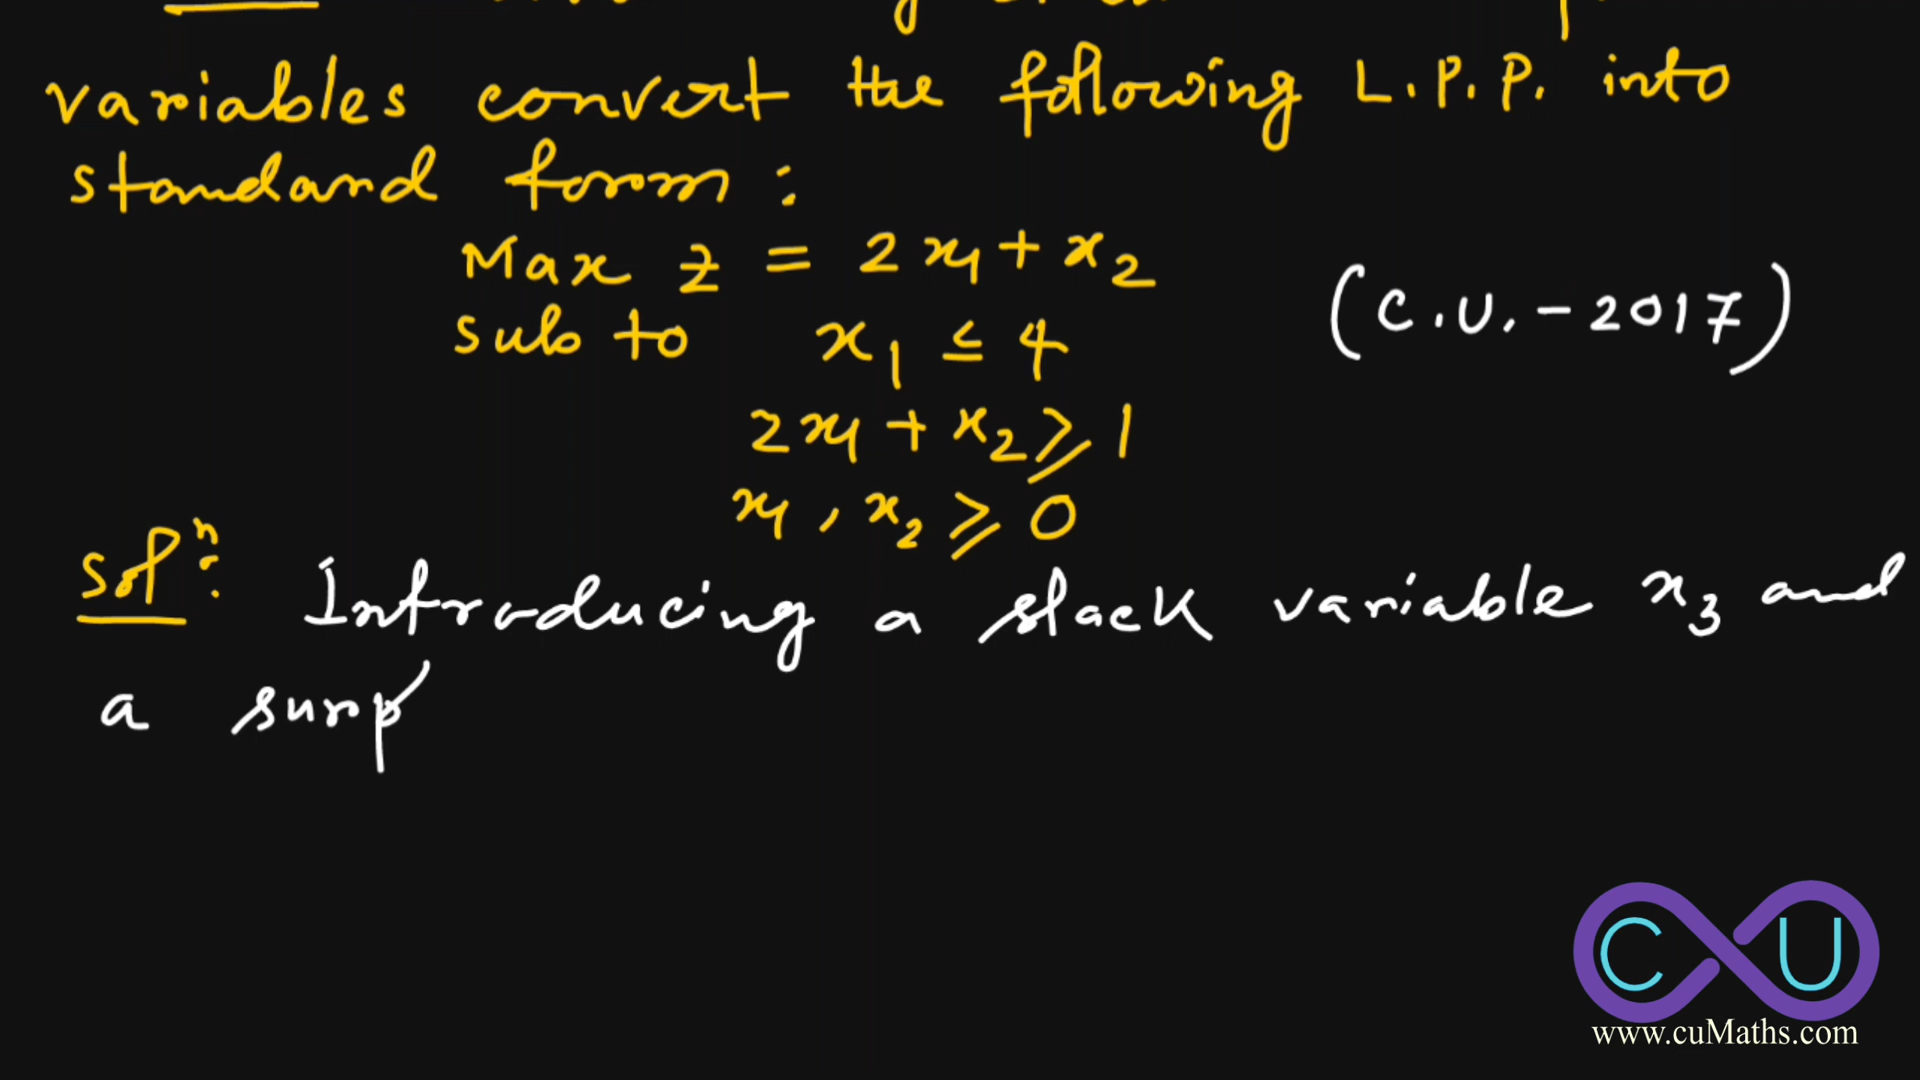 variables convert the following L.P.P. into
standard form :
Max z = 2x₁ + x₂
sub to x₁ ≤ 4
(C.U. - 2017)
2x₁ + x₂ ≥ 1
x₁ , x₂ ≥ 0
Solⁿ: Introducing a slack variable x₃ and
a surp
CU
www.cuMaths.com